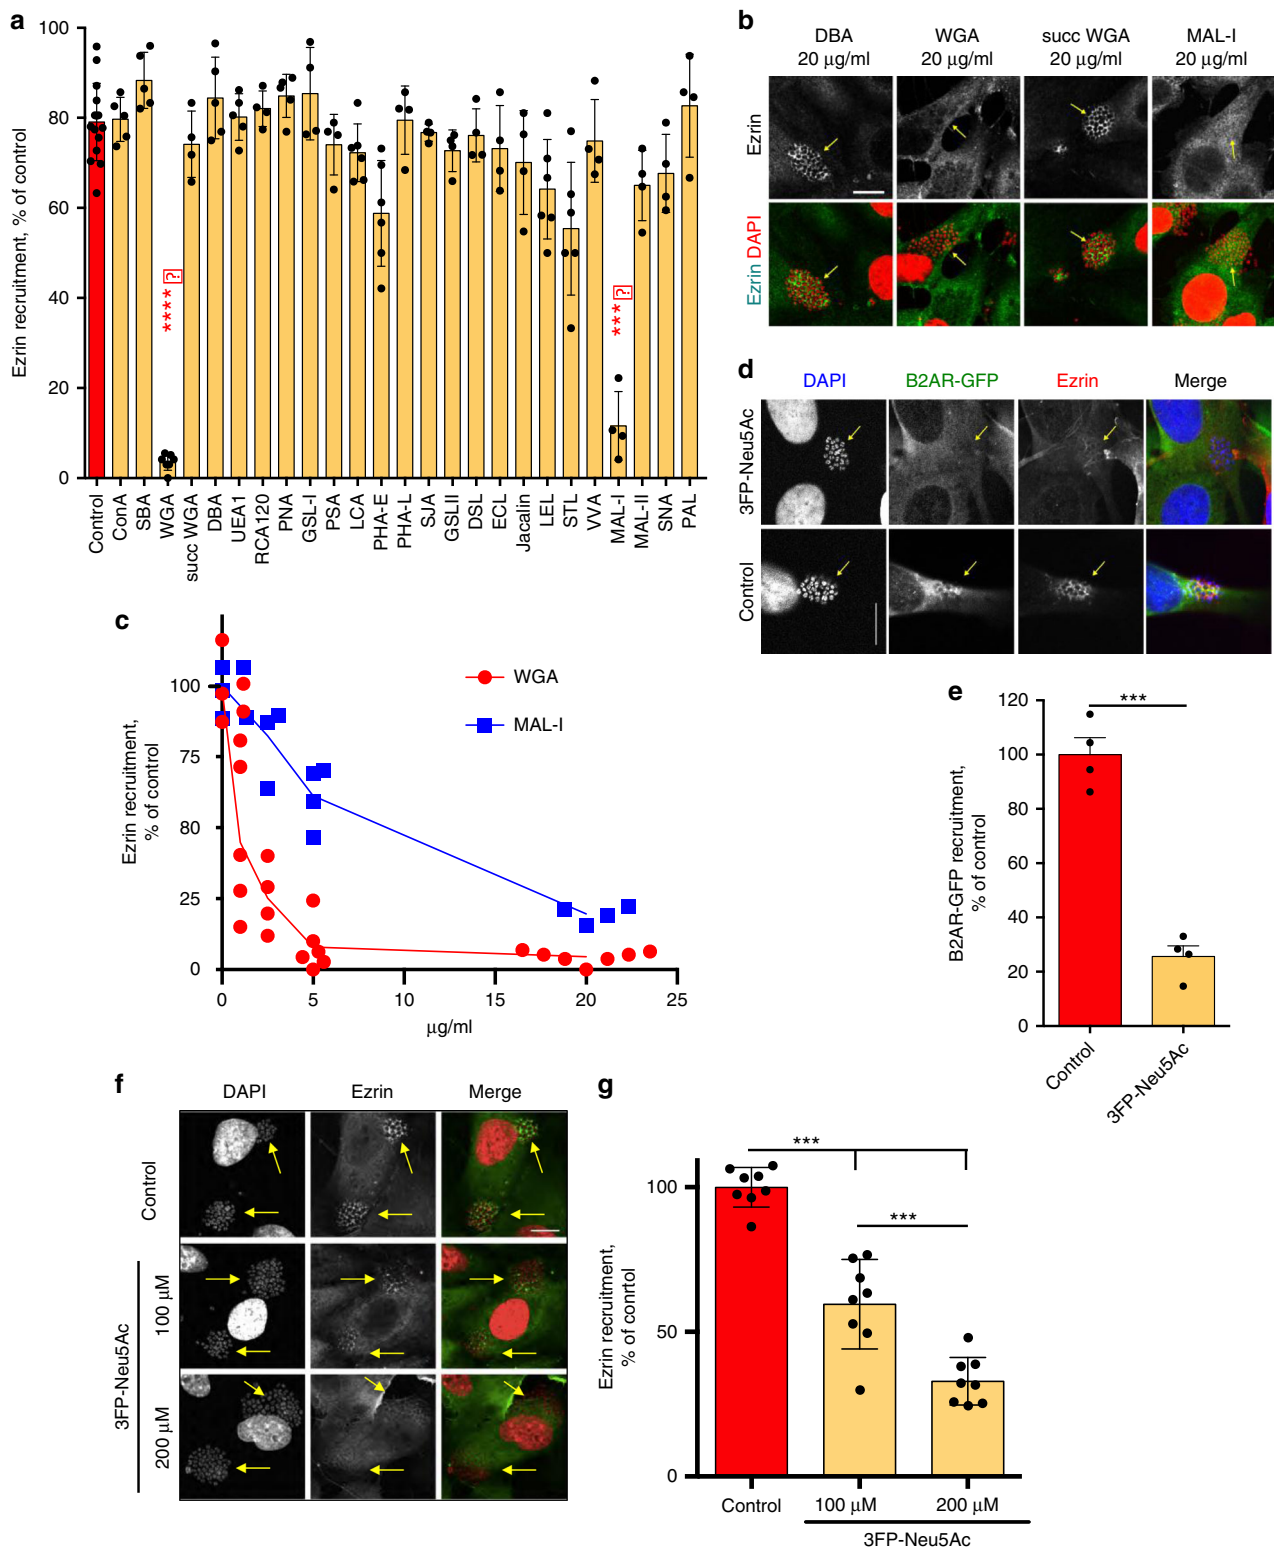 a
100
80
60
40
20
0
Ezrin recruitment, % of control
**** ?
*** ?
Control
ConA
SBA
WGA
succ WGA
DBA
UEA1
RCA120
PNA
GSL-I
PSA
LCA
PHA-E
PHA-L
SJA
GSLII
DSL
ECL
Jacalin
LEL
STL
VVA
MAL-I
MAL-II
SNA
PAL
b
DBA
20 μg/ml
WGA
20 μg/ml
succ WGA
20 μg/ml
MAL-I
20 μg/ml
Ezrin
Ezrin DAPI
c
WGA
MAL-I
100
75
80
25
0
Ezrin recruitment,
% of control
0
5
10
15
20
25
μg/ml
d
DAPI
B2AR-GFP
Ezrin
Merge
3FP-Neu5Ac
Control
e
120
100
80
60
40
20
0
B2AR-GFP recruitment,
% of control
***
Control
3FP-Neu5Ac
f
DAPI
Ezrin
Merge
Control
100 μM
200 μM
3FP-Neu5Ac
g
***
***
100
50
0
Ezrin recruitment,
% of conrtol
Control
100 μM
200 μM
3FP-Neu5Ac